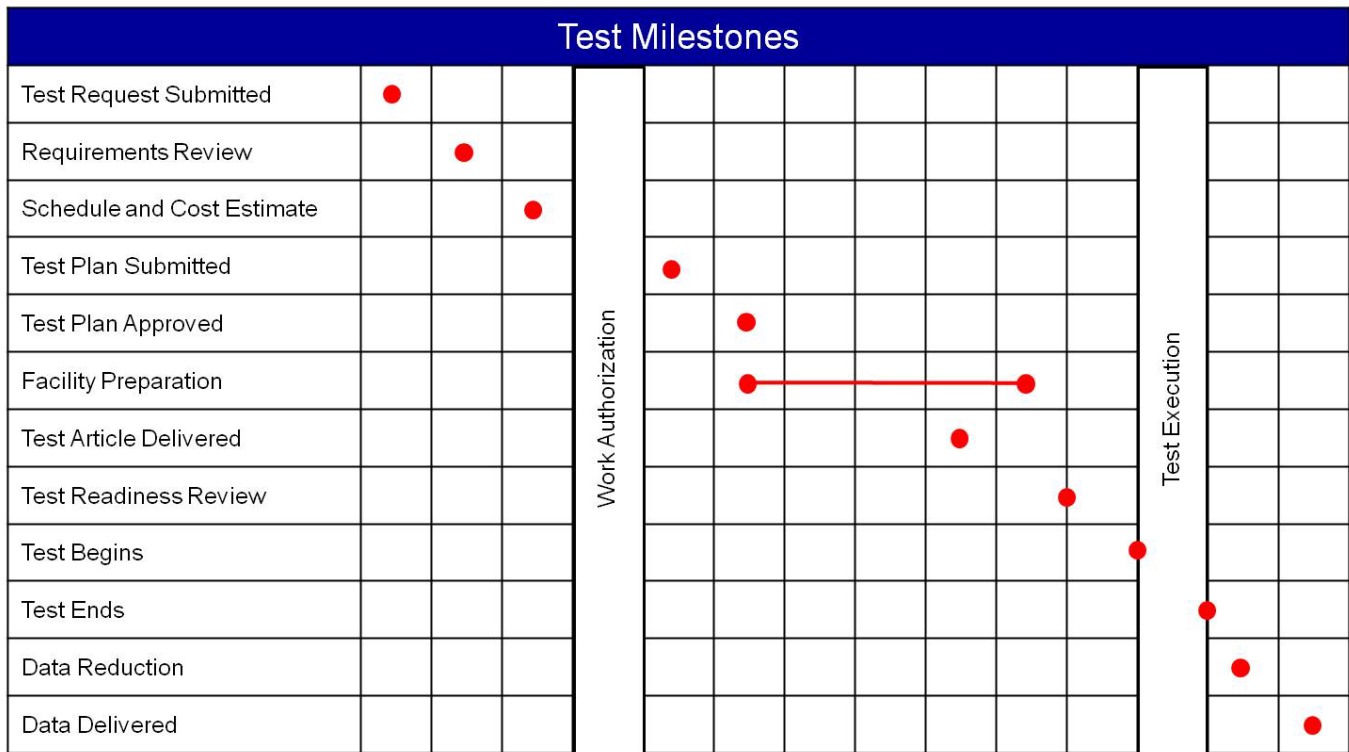 Test Milestones
Test Request Submitted
Requirements Review
Schedule and Cost Estimate
Test Plan Submitted
Test Plan Approved
Facility Preparation
Test Article Delivered
Test Readiness Review
Test Begins
Test Ends
Data Reduction
Data Delivered
Work Authorization
Test Execution